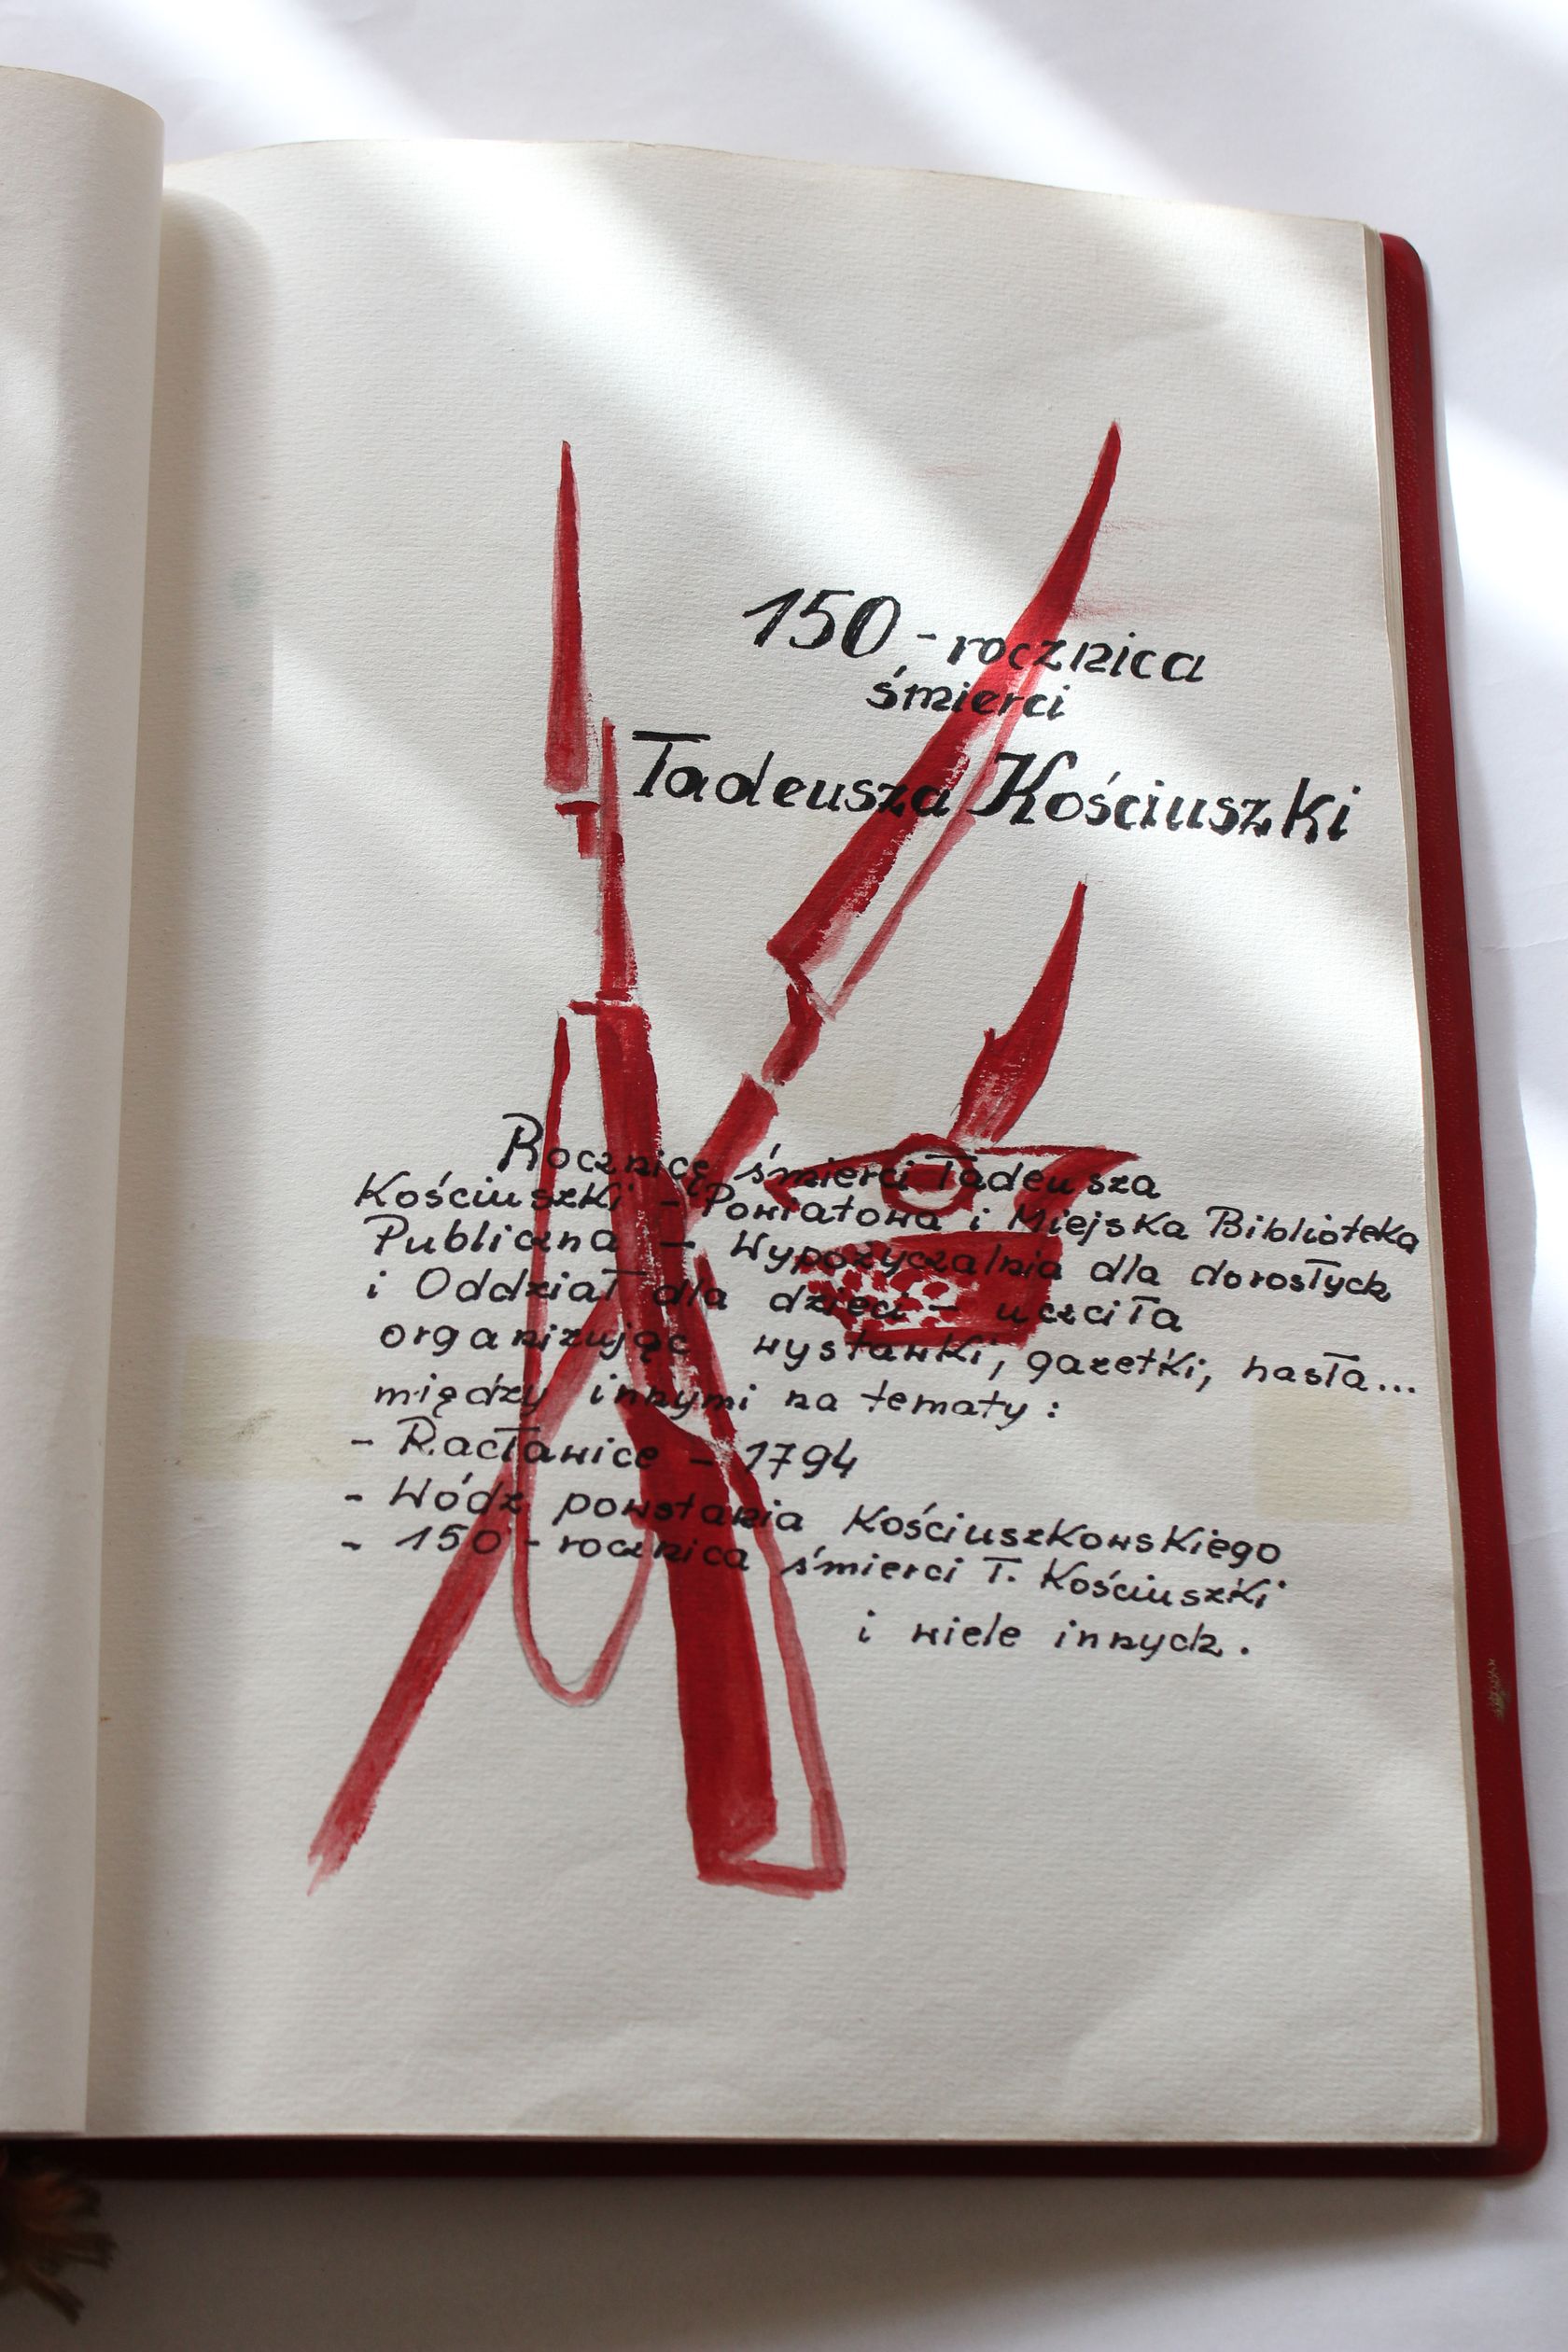 150-rocznica
śmierci
Tadeusza Kościuszki
Rocznicę śmierci Tadeusza
Kościuszki - Powiatowa i Miejska Biblioteka
Publiczna - Wypożyczalnia dla dorosłych
i Oddział dla dzieci - uczciła
organizując wystawki, gazetki, hasła...
między innymi na tematy:
- Racławice - 1794
- Wódz powstania Kościuszkowskiego
- 150-rocznica śmierci T. Kościuszki
i wiele innych.